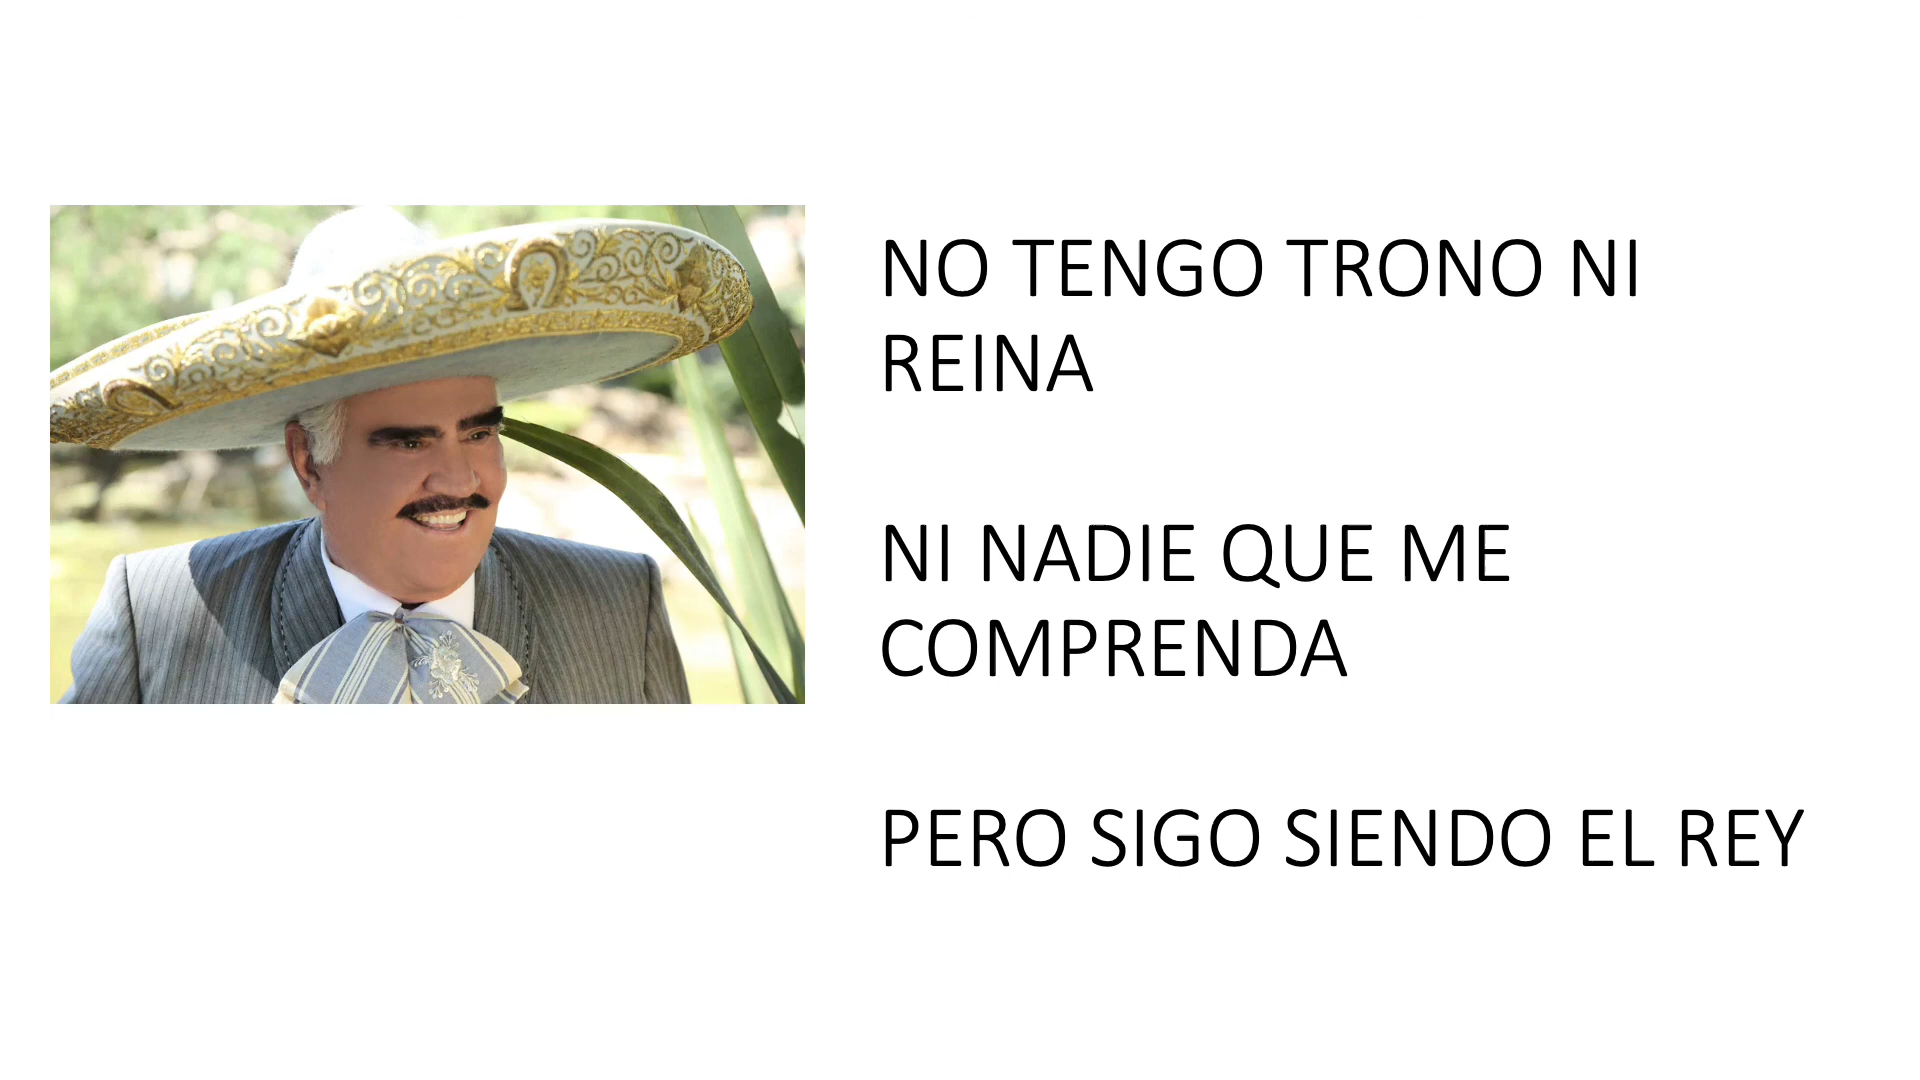 NO TENGO TRONO NI
REINA
NI NADIE QUE ME
COMPRENDA
PERO SIGO SIENDO EL REY